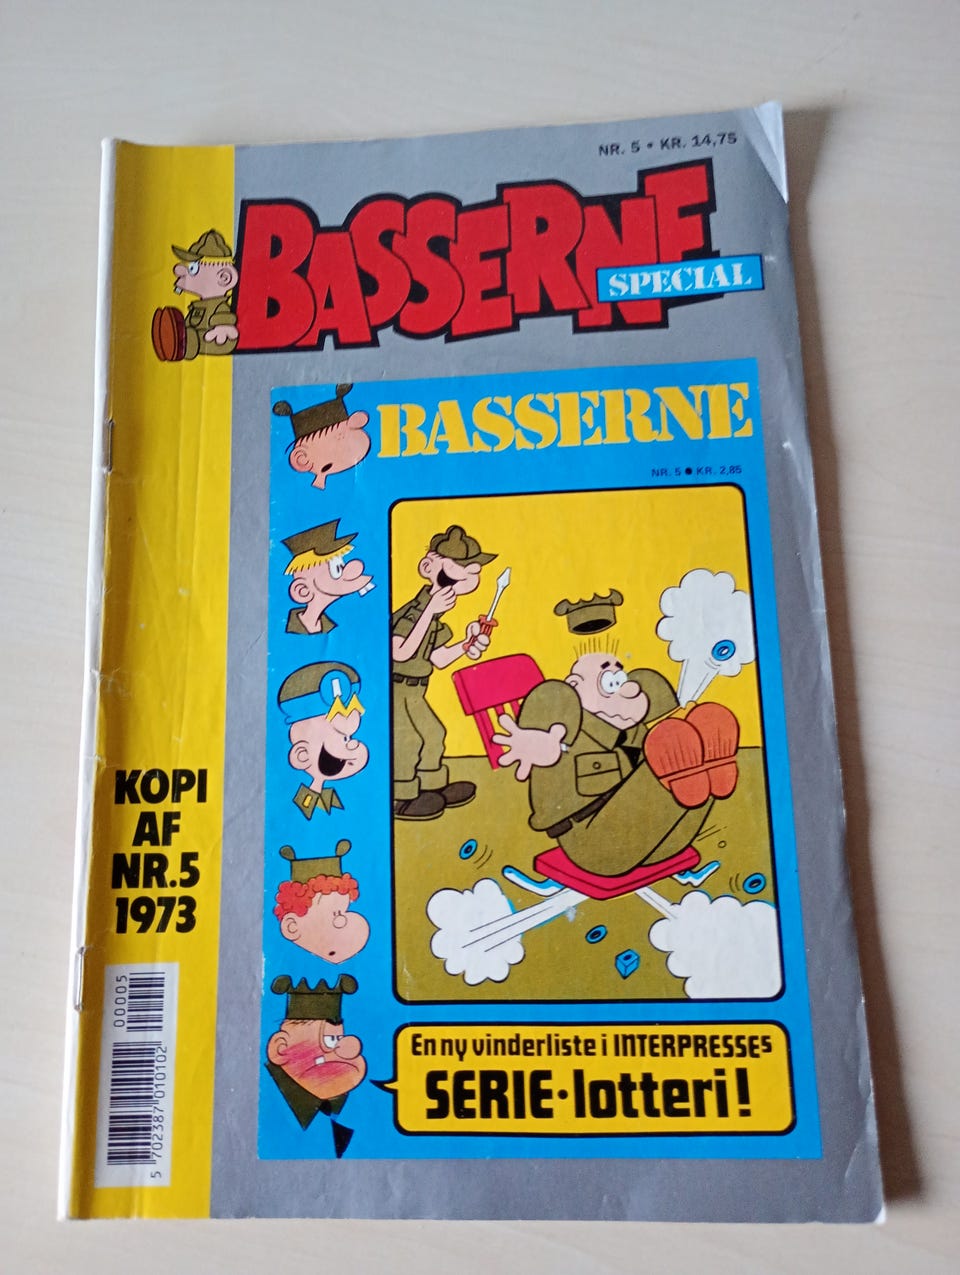 NR. 5 • KR. 14,75
BASSERNE
SPECIAL
BASSERNE
NR. 5 ● KR. 2,85
KOPI
AF
NR.5
1973
En ny vinderliste i INTERPRESSEs
SERIE·lotteri!
00005
5 702387 010102